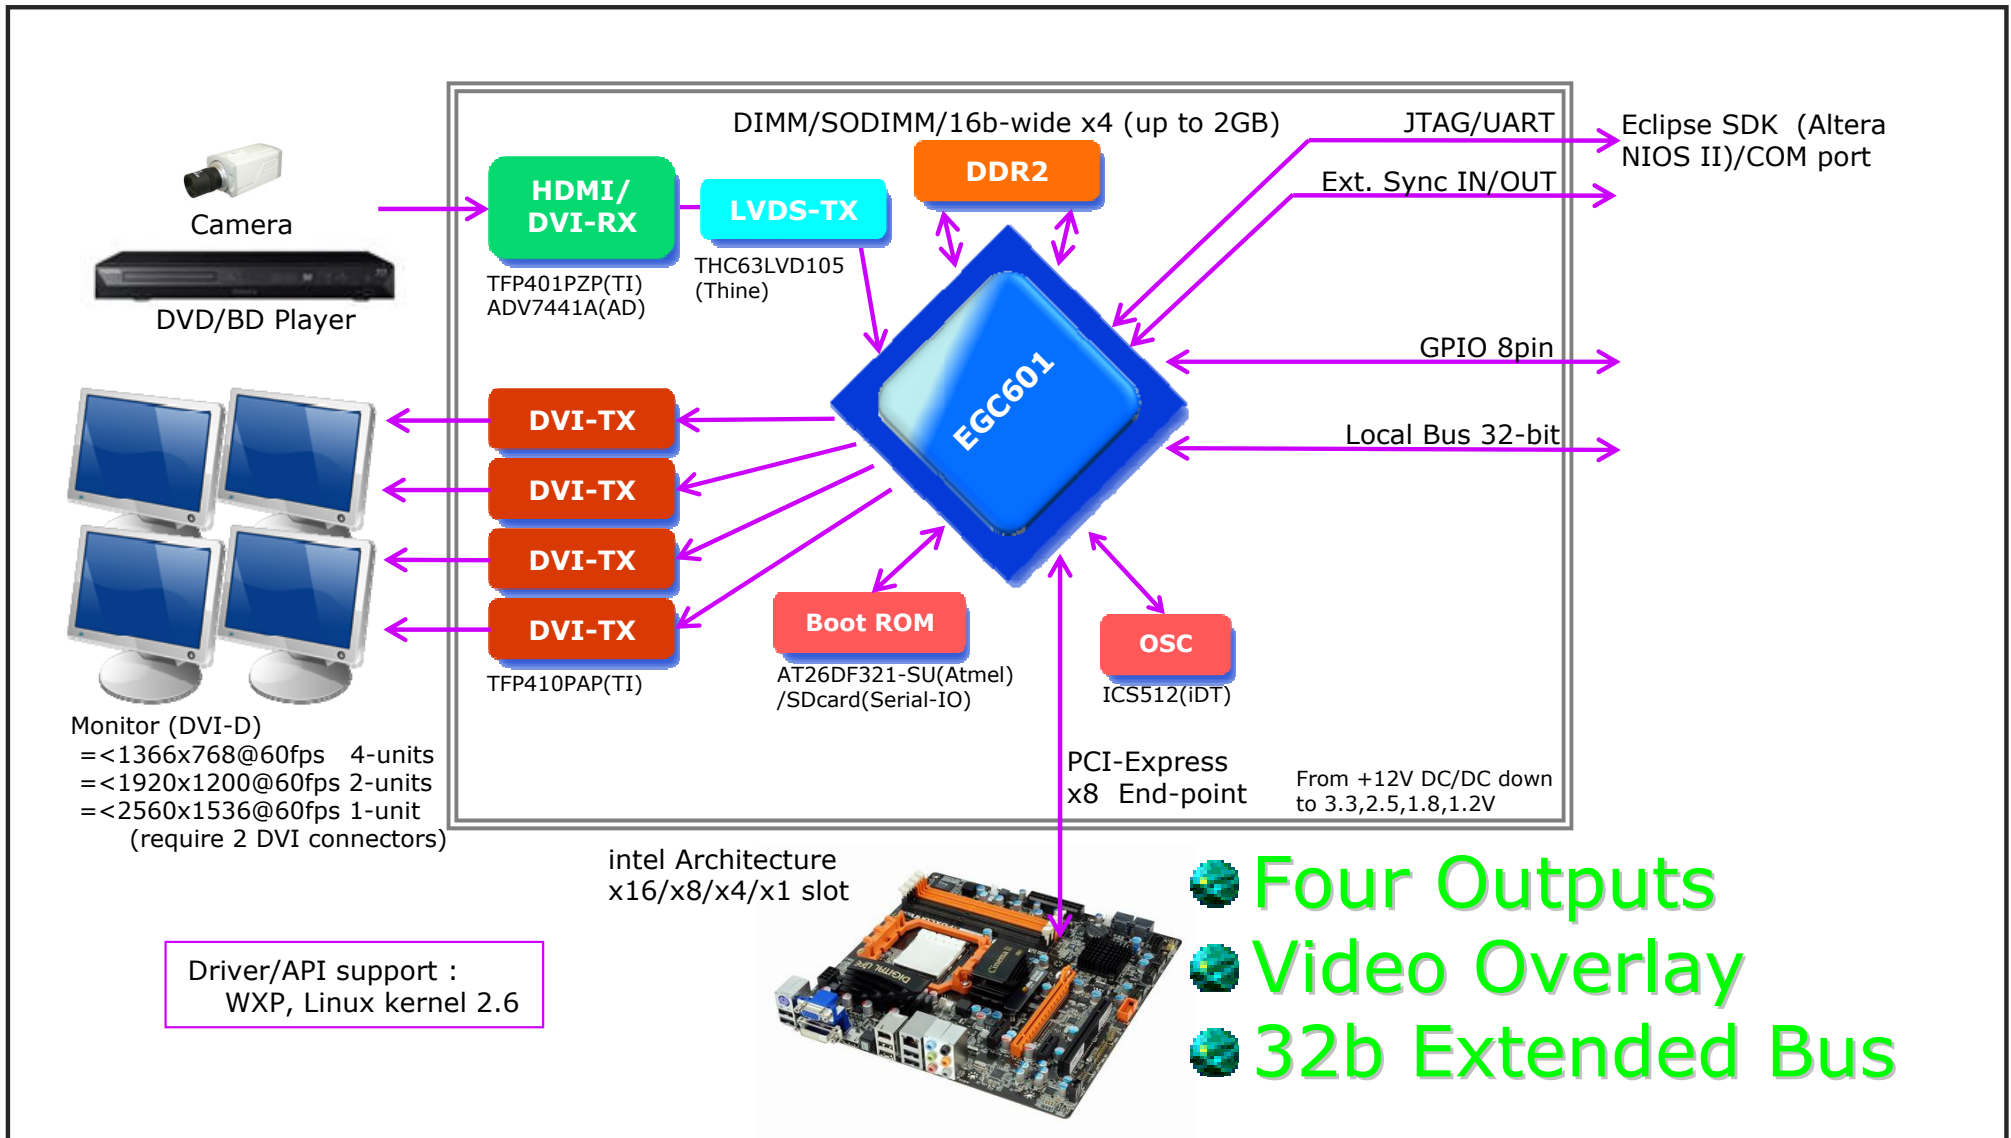 DIMM/SODIMM/16b-wide x4 (up to 2GB)
JTAG/UART
Eclipse SDK  (Altera
NIOS II)/COM port
DDR2
HDMI/
DVI-RX
LVDS-TX
Ext. Sync IN/OUT
Camera
THC63LVD105
(Thine)
TFP401PZP(TI)
ADV7441A(AD)
DVD/BD Player
GPIO 8pin
EGC601
DVI-TX
Local Bus 32-bit
DVI-TX
DVI-TX
DVI-TX
Boot ROM
OSC
TFP410PAP(TI)
AT26DF321-SU(Atmel)
/SDcard(Serial-IO)
ICS512(iDT)
Monitor (DVI-D)
=<1366x768@60fps   4-units
=<1920x1200@60fps 2-units
=<2560x1536@60fps 1-unit
(require 2 DVI connectors)
PCI-Express
x8  End-point
From +12V DC/DC down
to 3.3,2.5,1.8,1.2V
intel Architecture
x16/x8/x4/x1 slot
Four Outputs
Video Overlay
32b Extended Bus
Driver/API support :
WXP, Linux kernel 2.6
DIGITAL LIFE
Cinema II